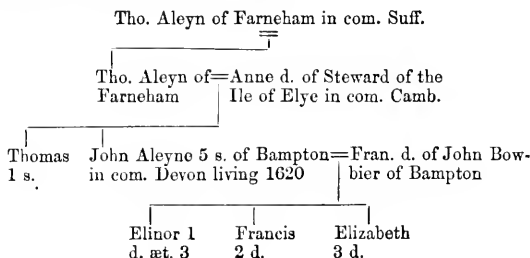 Tho. Aleyn of Farneham in com. Suff.
Tho. Aleyn of=Anne d. of Steward of the
Farneham Ile of Elye in com. Camb.
Thomas John Aleyne 5 s. of Bampton=Fran. d. of John Bow-
1 s. in com. Devon living 1620 bier of Bampton
Elinor 1 Francis Elizabeth
d. æt. 3 2 d. 3 d.